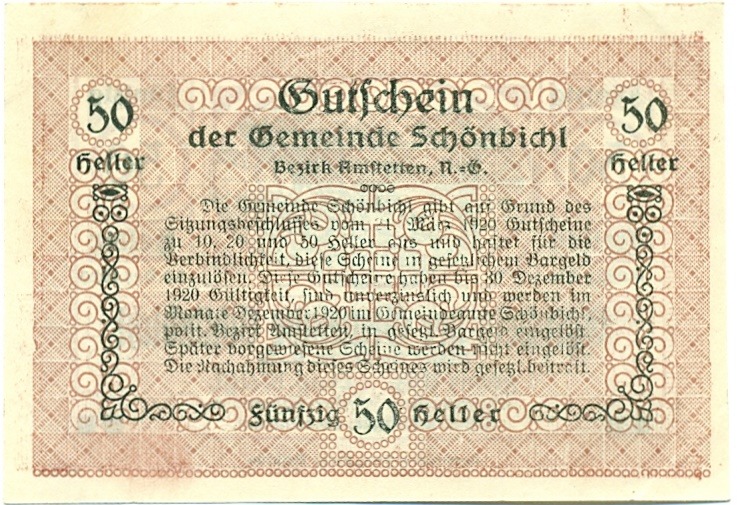 50
Heller
Gutschein
der Gemeinde Schönbichl
Bezirk Amstetten, N.-Ö.
50
Heller
Die Gemeinde Schönbichl gibt auf Grund des
Sitzungsbeschlusses vom März 1920 Gutscheine
zu 10, 20 und 50 Heller aus und haftet für die
Verbindlichkeit, diese Scheine in gesetzlichem Bargeld
einzulösen. Diese Gutscheine haben bis 30. Dezember
1920 Gültigkeit, sind unverzinslich und werden im
Monate Dezember 1920 im Gemeindeamte Schönbichl,
polit. Bezirk Amstetten, in gesetzl. Bargeld eingelöst.
Später vorgewiesene Scheine werden nicht eingelöst.
Die Nachahmung dieses Scheines wird gesetzl. bestraft.
Fünfzig 50 Heller